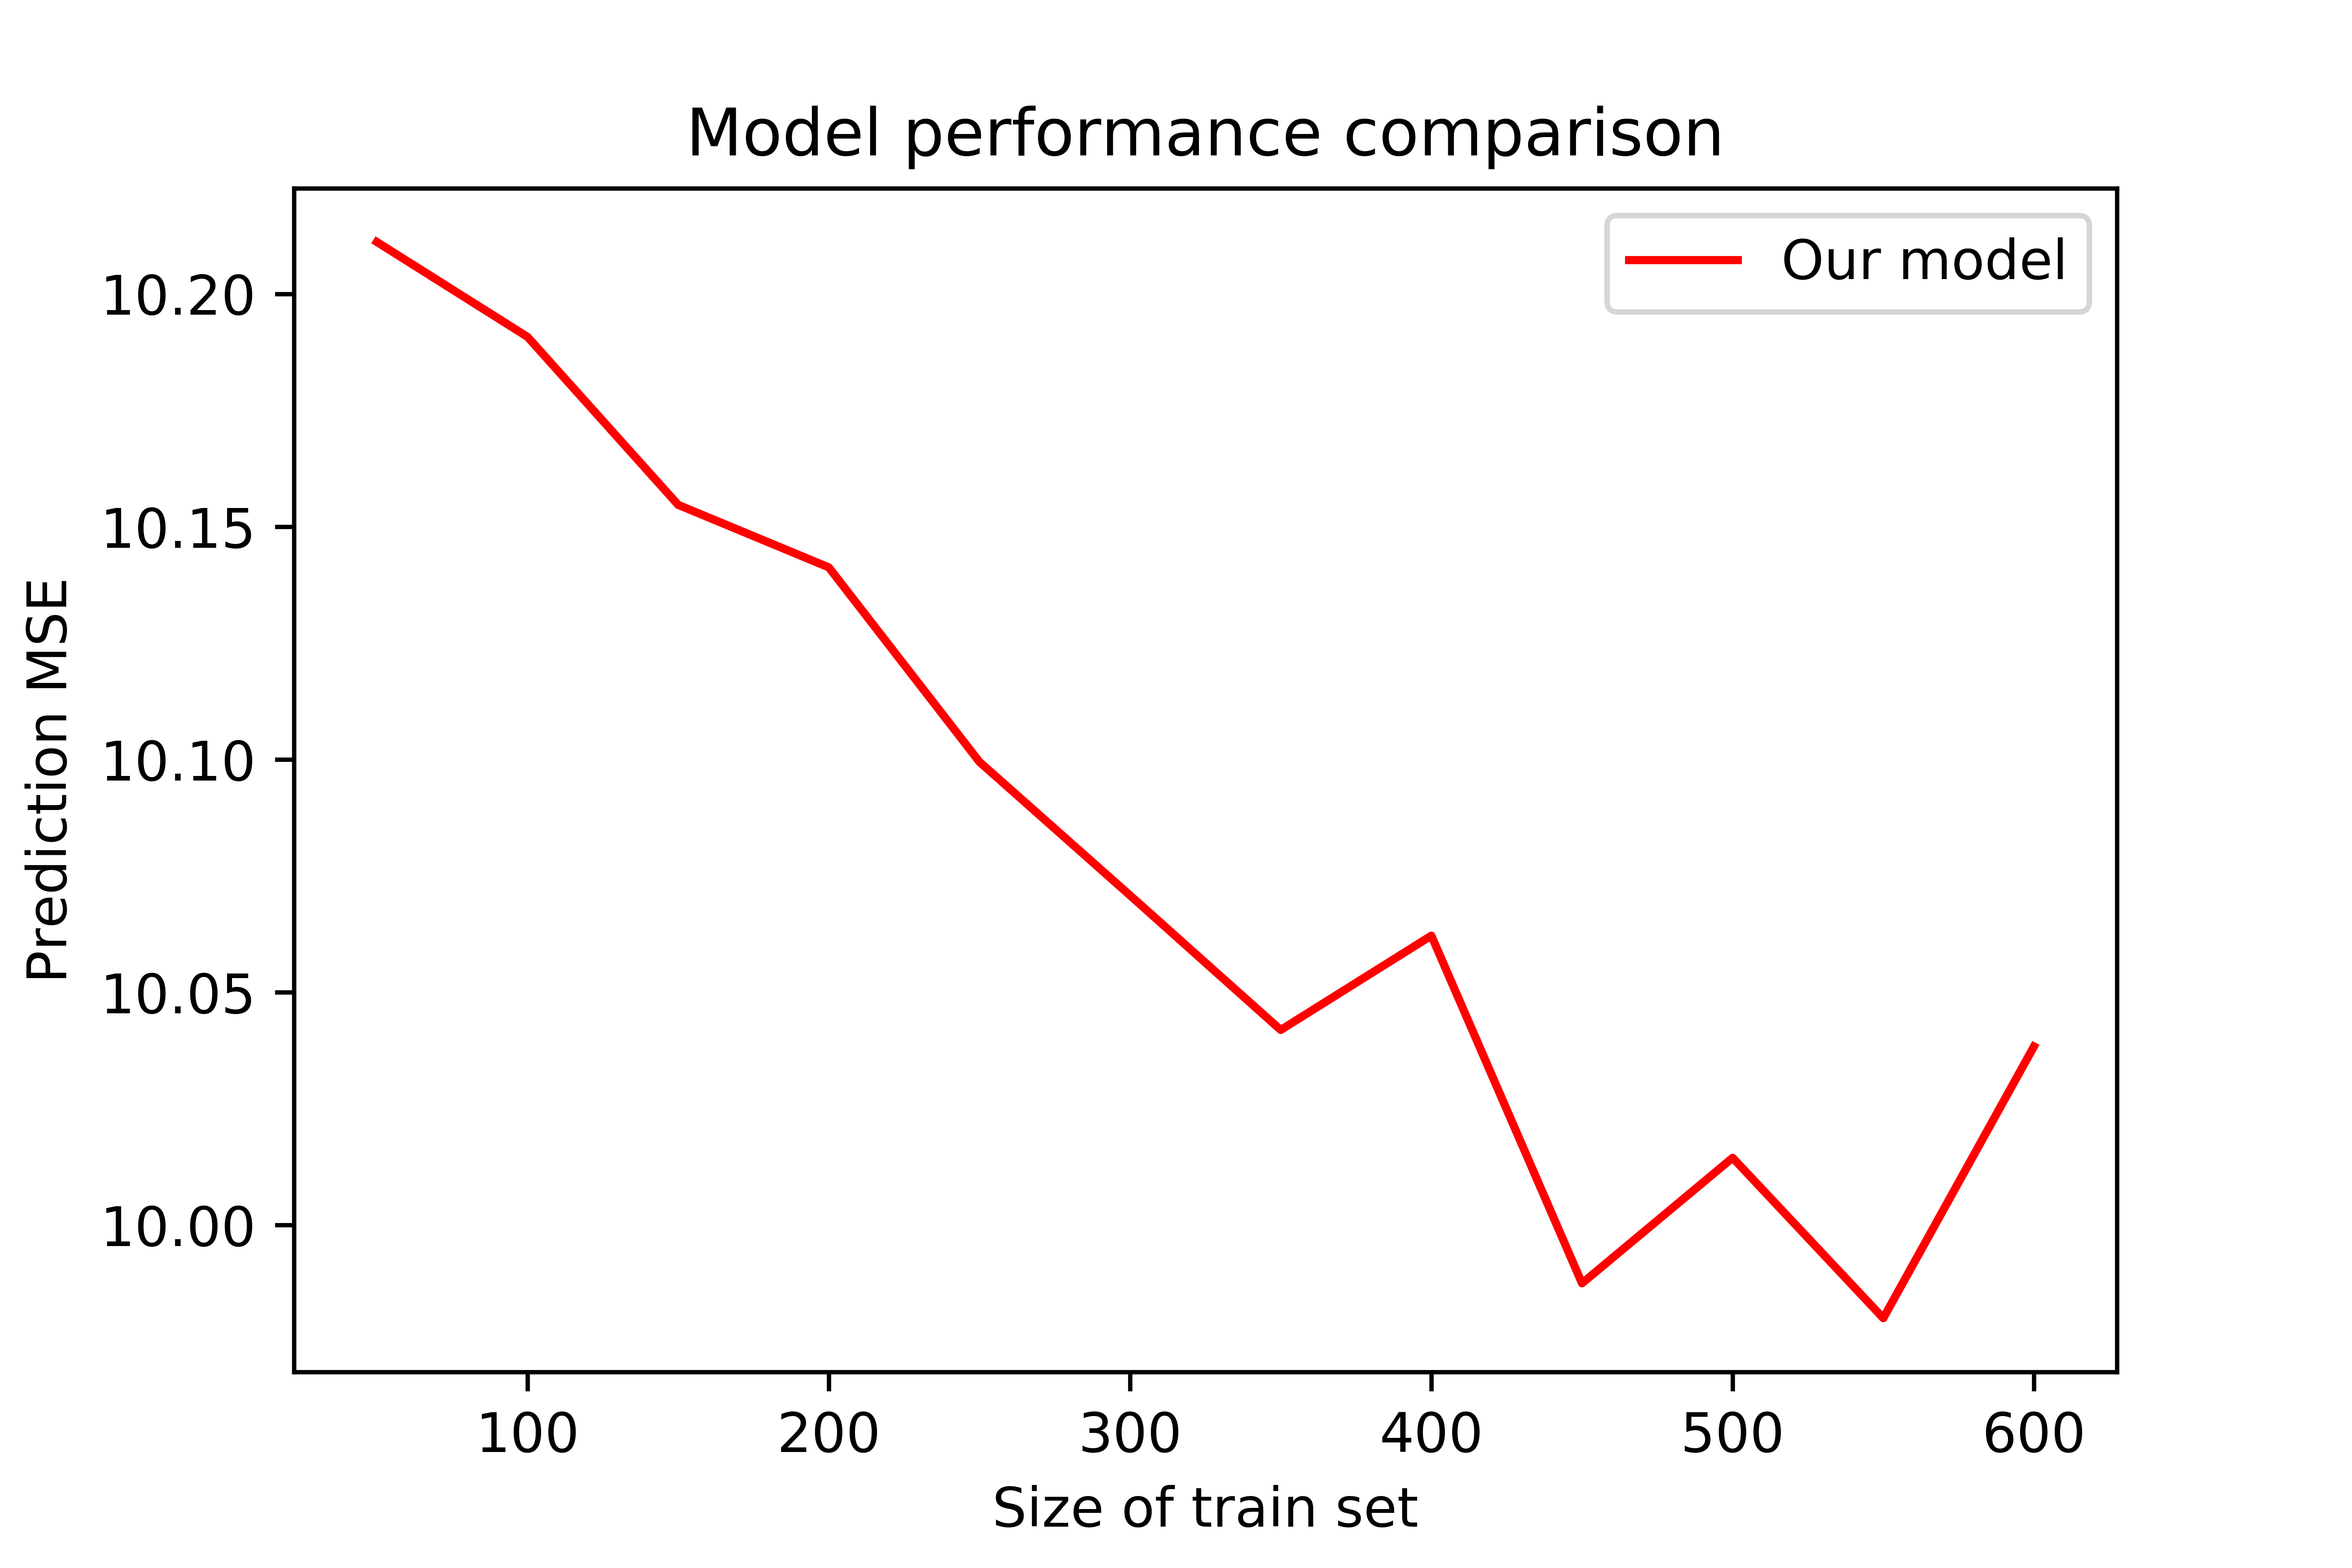 Model performance comparison
Our model
Prediction MSE
10.20
10.15
10.10
10.05
10.00
100 200 300 400 500 600
Size of train set